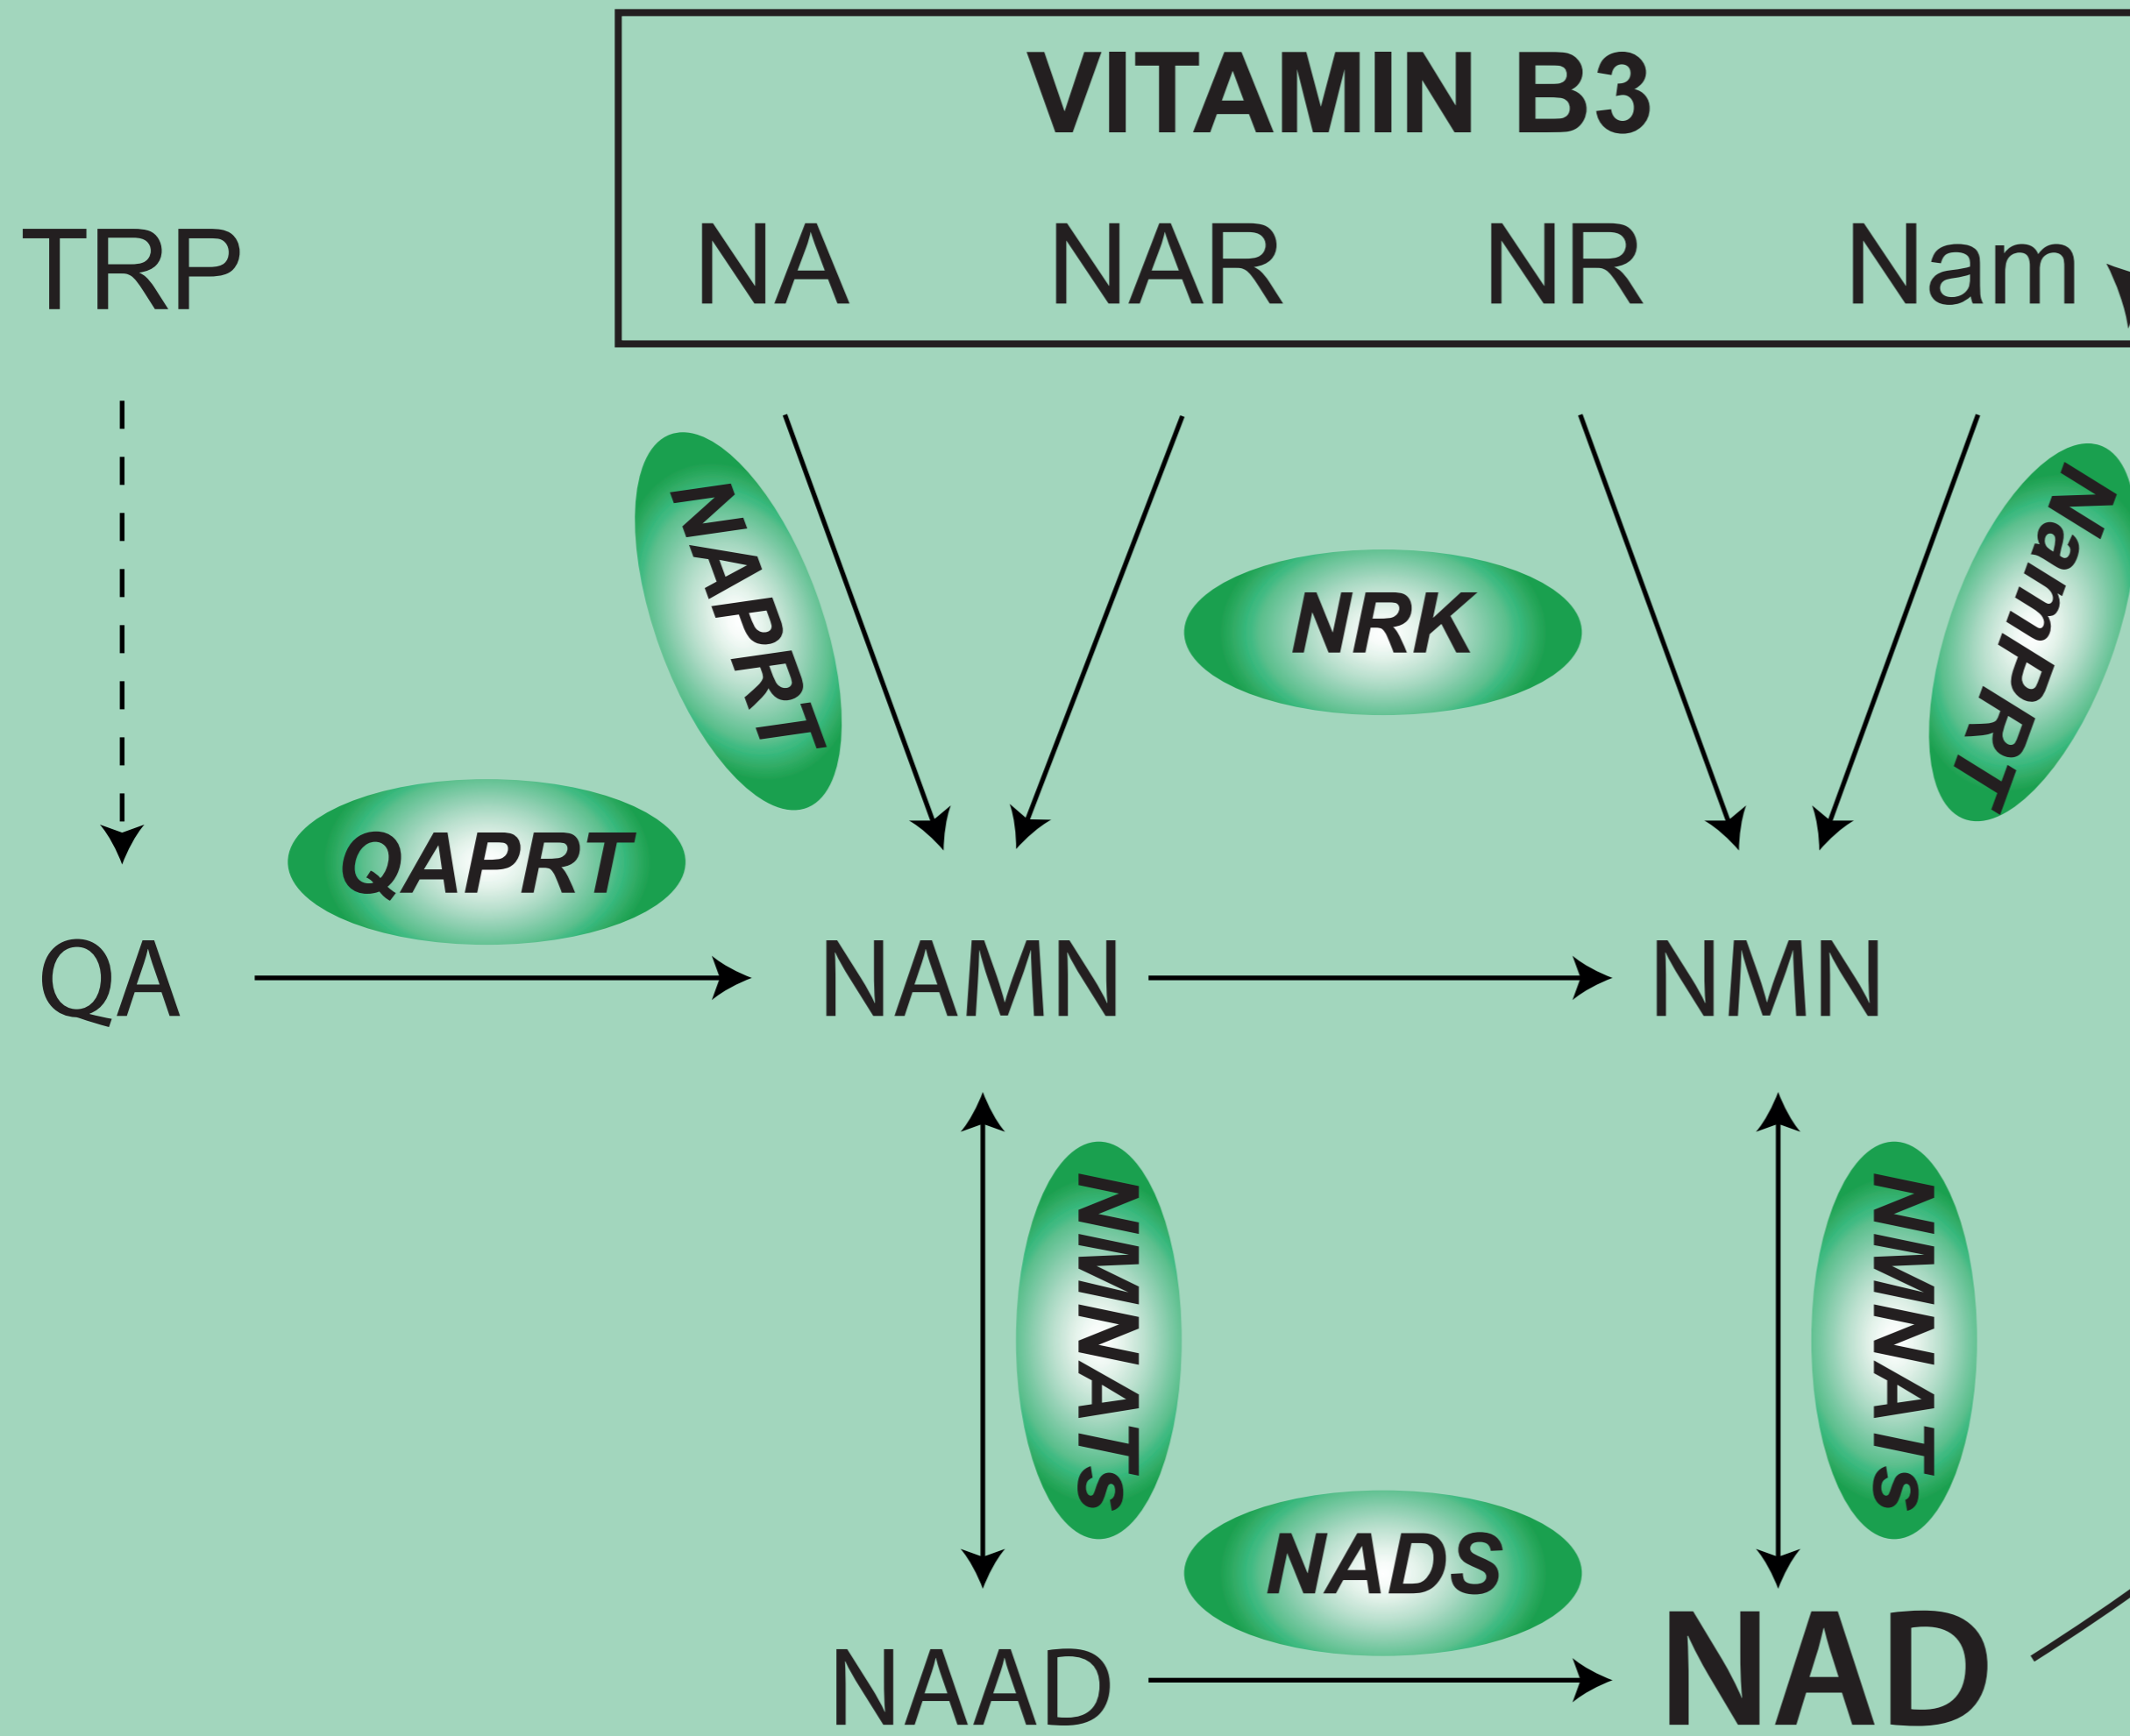 VITAMIN B3
TRP
NA
NAR
NR
Nam
NAPRT
NRK
NamPRT
QAPRT
QA
NAMN
NMN
NMNATs
NMNATs
NADS
NAAD
NAD